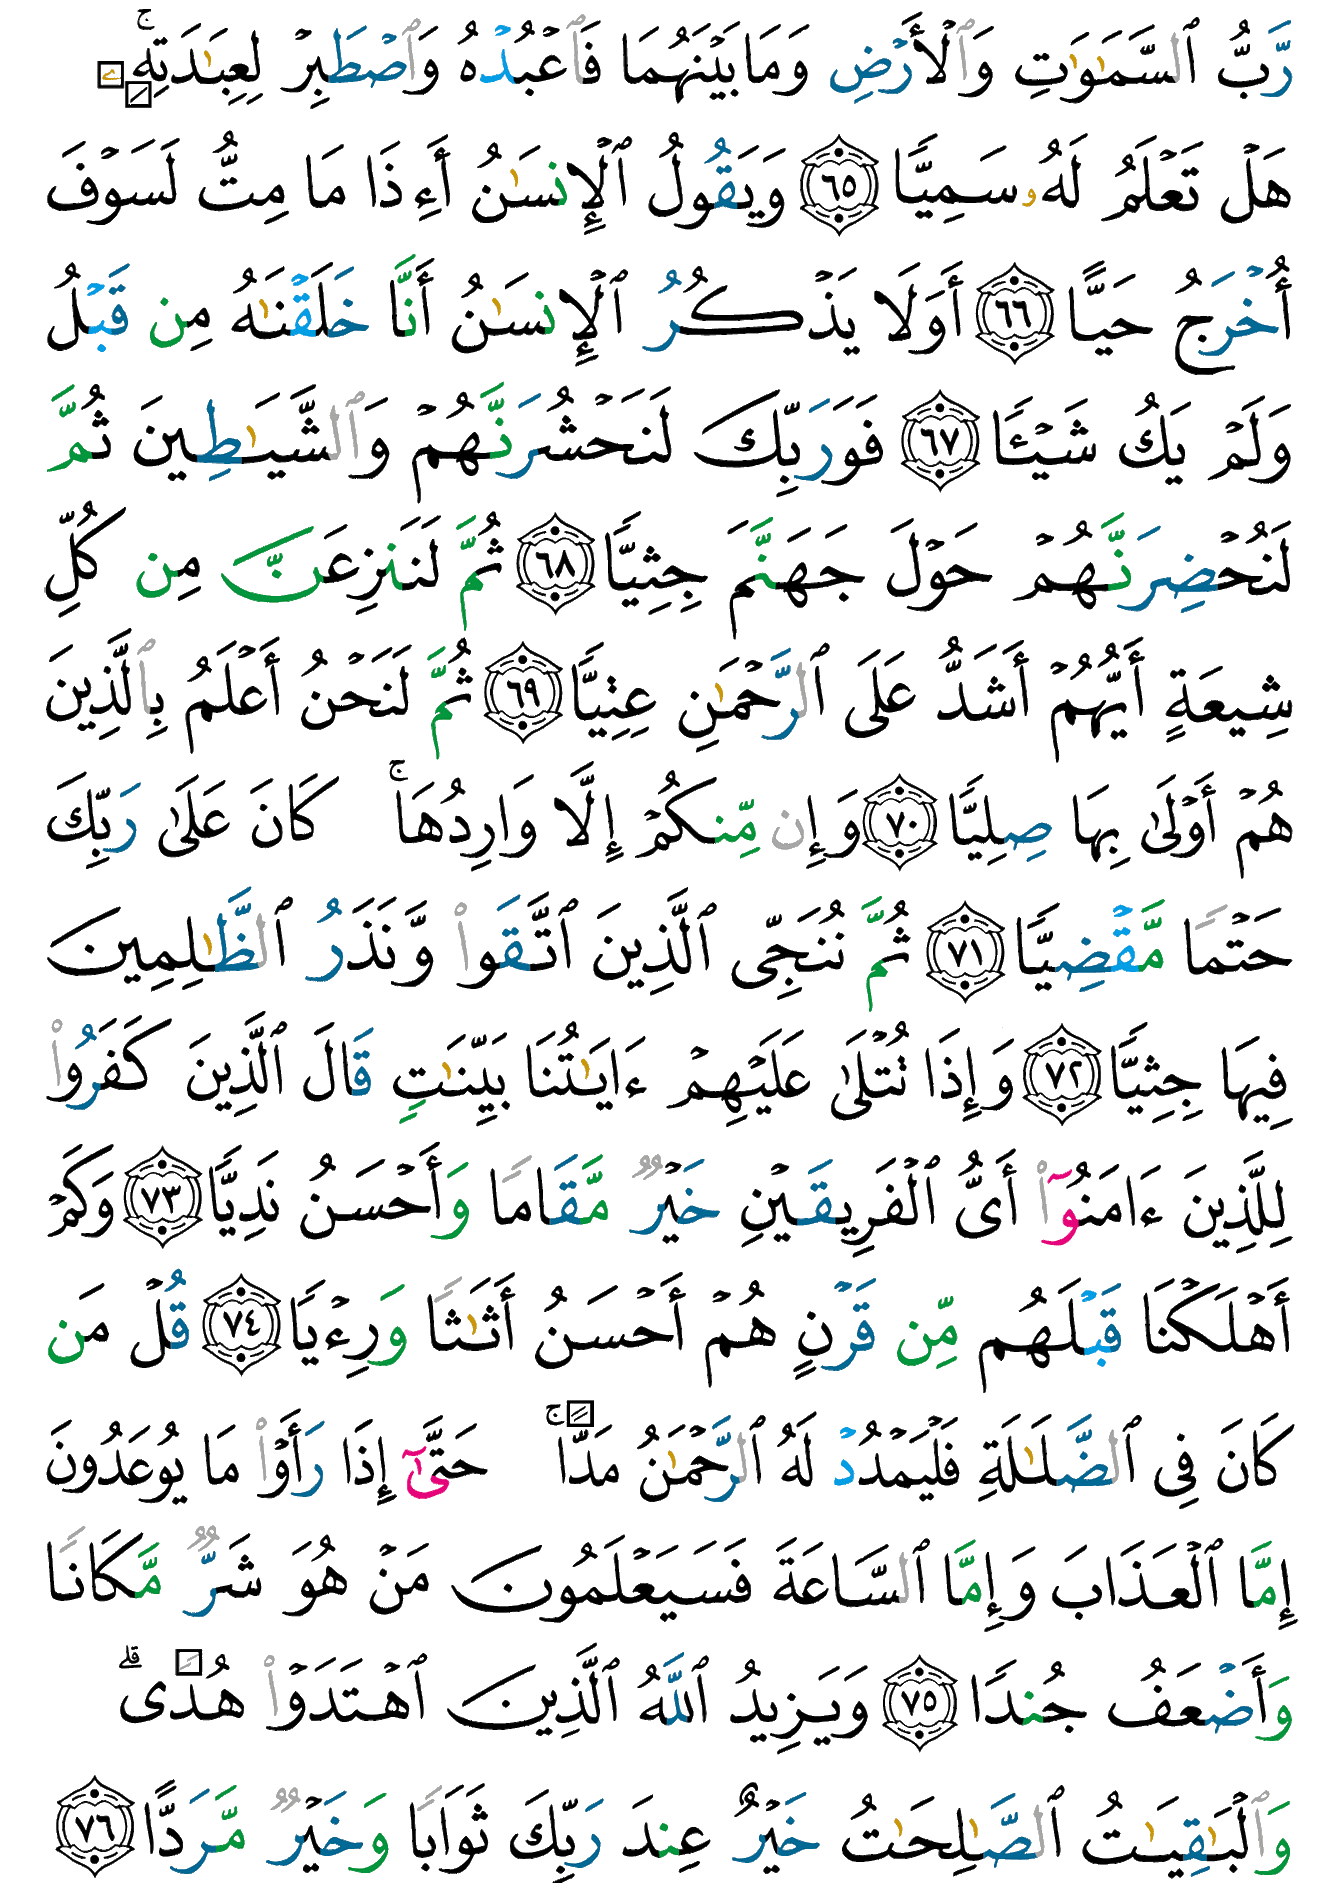 رَّبُّ ٱلسَّمَٰوَٰتِ وَٱلْأَرْضِ وَمَا بَيْنَهُمَا فَٱعْبُدْهُ وَٱصْطَبِرْ لِعِبَٰدَتِهِۦۚ
هَلْ تَعْلَمُ لَهُۥ سَمِيًّا ٦٥ وَيَقُولُ ٱلْإِنسَٰنُ أَءِذَا مَا مِتُّ لَسَوْفَ
أُخْرَجُ حَيًّا ٦٦ أَوَلَا يَذْكُرُ ٱلْإِنسَٰنُ أَنَّا خَلَقْنَٰهُ مِن قَبْلُ
وَلَمْ يَكُ شَيْـًٔا ٦٧ فَوَرَبِّكَ لَنَحْشُرَنَّهُمْ وَٱلشَّيَٰطِينَ ثُمَّ
لَنُحْضِرَنَّهُمْ حَوْلَ جَهَنَّمَ جِثِيًّا ٦٨ ثُمَّ لَنَنزِعَنَّ مِن كُلِّ
شِيعَةٍ أَيُّهُمْ أَشَدُّ عَلَى ٱلرَّحْمَٰنِ عِتِيًّا ٦٩ ثُمَّ لَنَحْنُ أَعْلَمُ بِٱلَّذِينَ
هُمْ أَوْلَىٰ بِهَا صِلِيًّا ٧٠ وَإِن مِّنكُمْ إِلَّا وَارِدُهَاۚ كَانَ عَلَىٰ رَبِّكَ
حَتْمًا مَّقْضِيًّا ٧١ ثُمَّ نُنَجِّى ٱلَّذِينَ ٱتَّقَوا۟ وَّنَذَرُ ٱلظَّٰلِمِينَ
فِيهَا جِثِيًّا ٧٢ وَإِذَا تُتْلَىٰ عَلَيْهِمْ ءَايَٰتُنَا بَيِّنَٰتٍ قَالَ ٱلَّذِينَ كَفَرُوا۟
لِلَّذِينَ ءَامَنُوٓا۟ أَىُّ ٱلْفَرِيقَيْنِ خَيْرٌ مَّقَامًا وَأَحْسَنُ نَدِيًّا ٧٣ وَكَمْ
أَهْلَكْنَا قَبْلَهُم مِّن قَرْنٍ هُمْ أَحْسَنُ أَثَٰثًا وَرِءْيًا ٧٤ قُلْ مَن
كَانَ فِى ٱلضَّلَٰلَةِ فَلْيَمْدُدْ لَهُ ٱلرَّحْمَٰنُ مَدًّاۚ حَتَّىٰٓ إِذَا رَأَوْا۟ مَا يُوعَدُونَ
إِمَّا ٱلْعَذَابَ وَإِمَّا ٱلسَّاعَةَ فَسَيَعْلَمُونَ مَنْ هُوَ شَرٌّ مَّكَانًا
وَأَضْعَفُ جُندًا ٧٥ وَيَزِيدُ ٱللَّهُ ٱلَّذِينَ ٱهْتَدَوْا۟ هُدًىۗ
وَٱلْبَٰقِيَٰتُ ٱلصَّٰلِحَٰتُ خَيْرٌ عِندَ رَبِّكَ ثَوَابًا وَخَيْرٌ مَّرَدًّا ٧٦